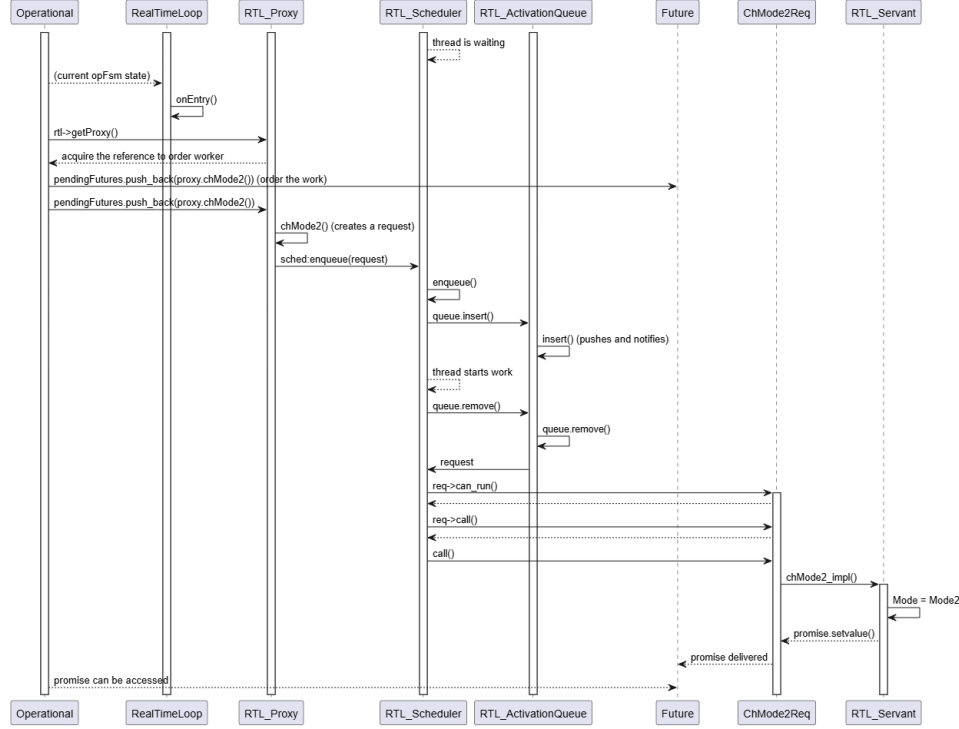 Operational RealTimeLoop RTL_Proxy RTL_Scheduler RTL_ActivationQueue Future ChMode2Req RTL_Servant
thread is waiting
(current opFsm state)
onEntry()
rtl->getProxy()
acquire the reference to order worker
pendingFutures.push_back(proxy.chMode2()) (order the work)
pendingFutures.push_back(proxy.chMode2())
chMode2() (creates a request)
sched:enqueue(request)
enqueue()
queue.insert()
insert() (pushes and notifies)
thread starts work
queue.remove()
queue.remove()
request
req->can_run()
req->call()
call()
chMode2_impl()
Mode = Mode2
promise.setvalue()
promise delivered
promise can be accessed
Operational RealTimeLoop RTL_Proxy RTL_Scheduler RTL_ActivationQueue Future ChMode2Req RTL_Servant